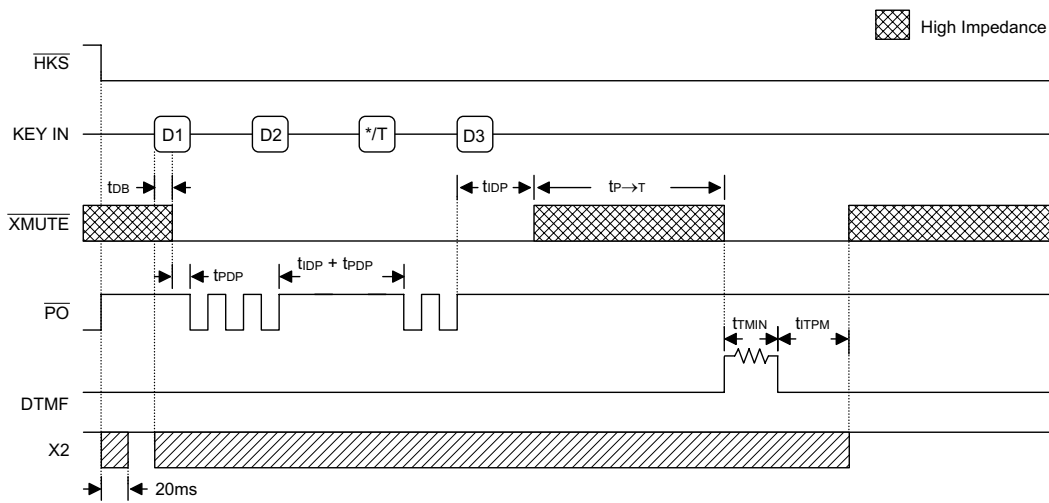 High Impedance
HKS
KEY IN
D1
D2
*/T
D3
tDB
tIDP
tP→T
XMUTE
tPDP
tIDP + tPDP
PO
tTMIN
tITPM
DTMF
X2
20ms